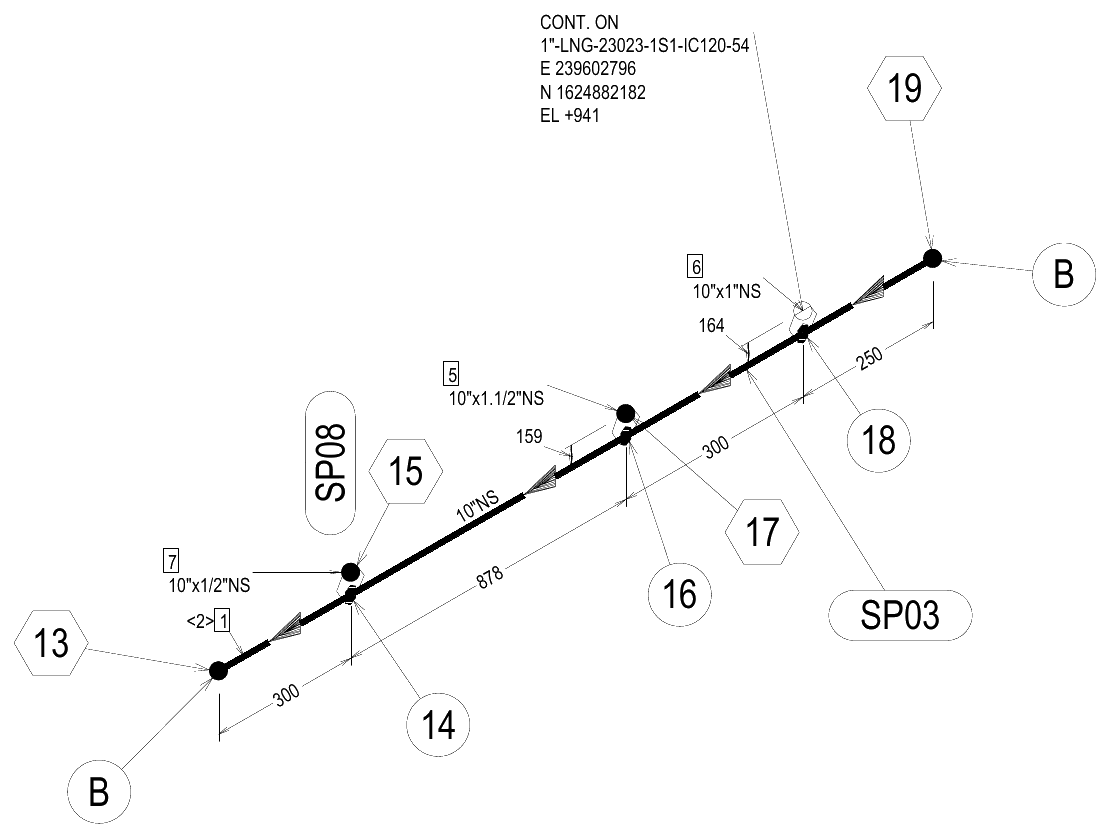 CONT. ON
1"-LNG-23023-1S1-IC120-54
E 239602796
N 1624882182
EL +941
19
B
6
10"x1"NS
164
250
5
10"x1.1/2"NS
159
300
18
SP08
15
10"NS
17
7
10"x1/2"NS
878
16
SP03
<2>1
13
300
14
B